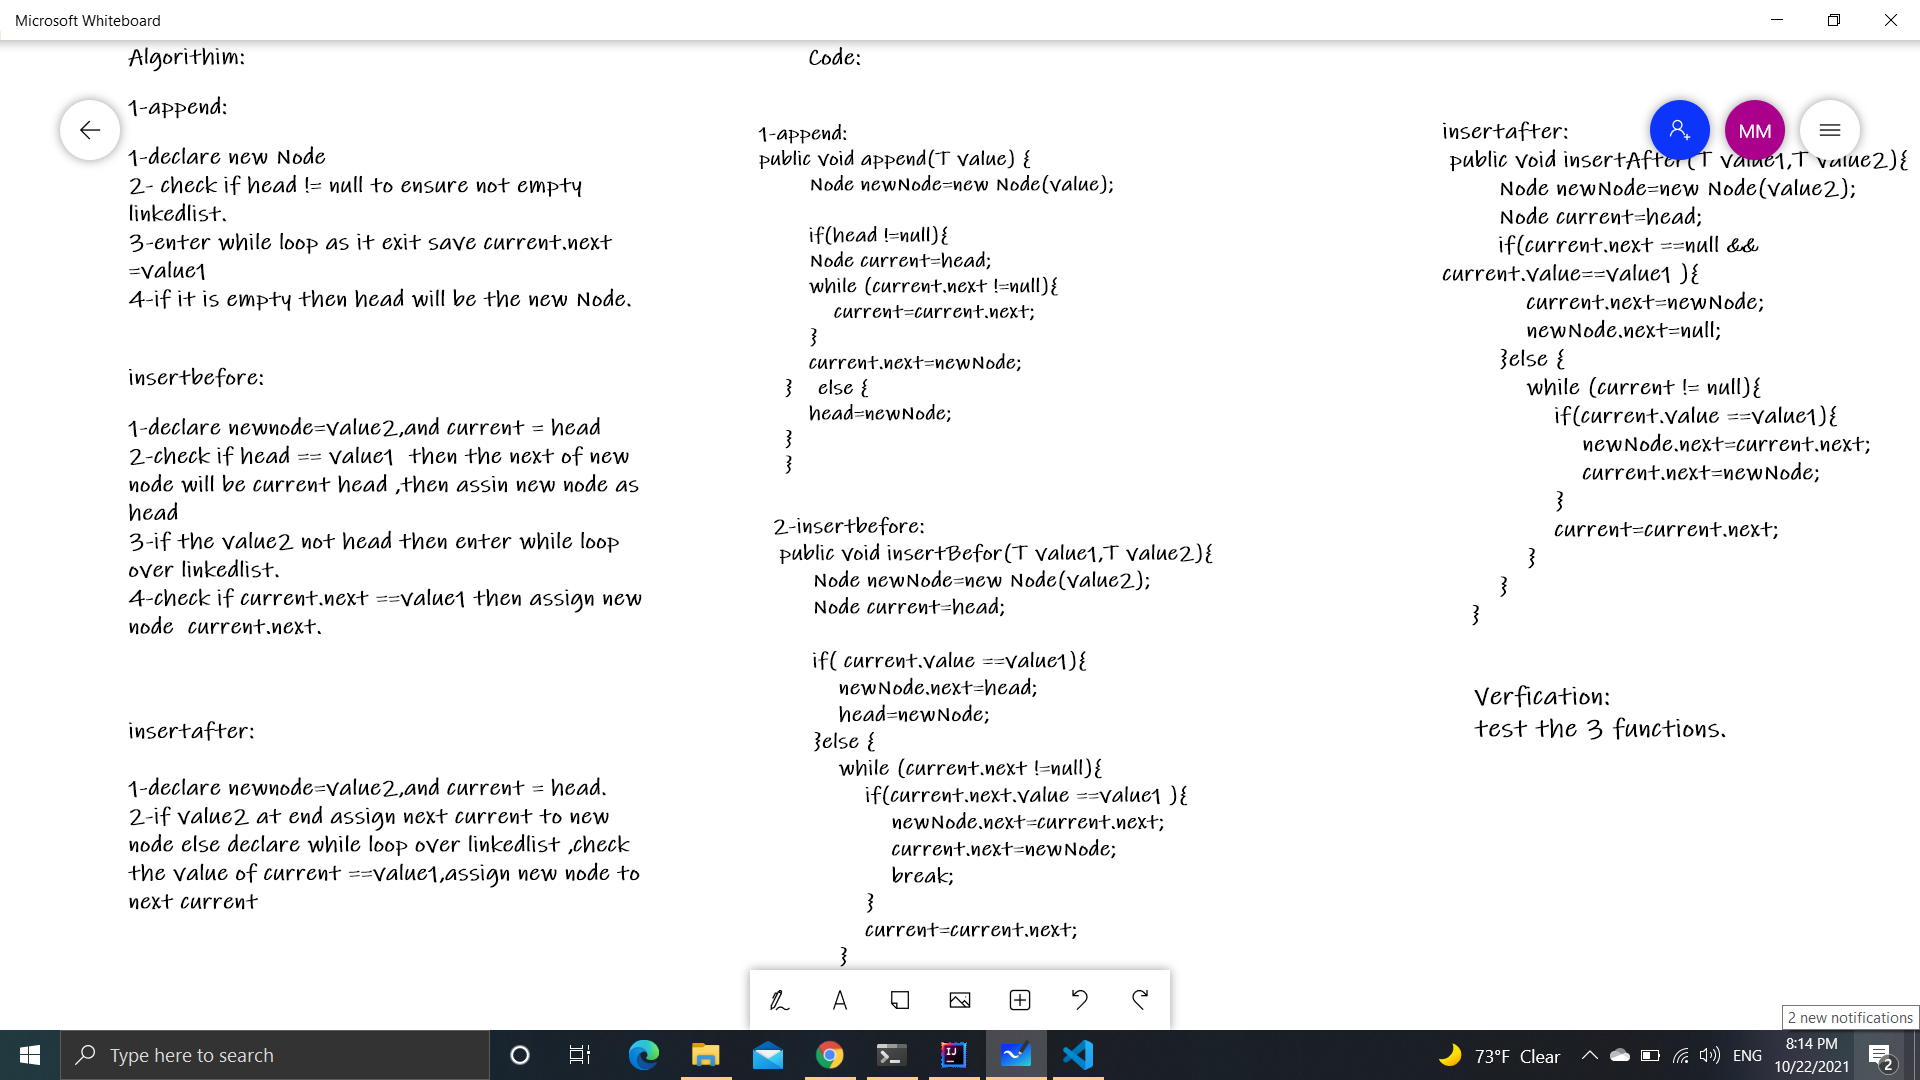 Microsoft Whiteboard
Algorithim:
1-append:
1-declare new Node
2- check if head != null to ensure not empty
linkedlist.
3-enter while loop as it exit save current.next
=value1
4-if it is empty then head will be the new Node.
insertbefore:
1-declare newnode=value2,and current = head
2-check if head == value1  then the next of new
node will be current head ,then assin new node as
head
3-if the value2 not head then enter while loop
over linkedlist.
4-check if current.next ==value1 then assign new
node  current.next.
insertafter:
1-declare newnode=value2,and current = head.
2-if value2 at end assign next current to new
node else declare while loop over linkedlist ,check
the value of current ==value1,assign new node to
next current
Code:
1-append:
public void append(T value) {
Node newNode=new Node(value);
if(head !=null){
Node current=head;
while (current.next !=null){
current=current.next;
}
current.next=newNode;
}   else {
head=newNode;
}
}
2-insertbefore:
public void insertBefor(T value1,T value2){
Node newNode=new Node(value2);
Node current=head;
if( current.value ==value1){
newNode.next=head;
head=newNode;
}else {
while (current.next !=null){
if(current.next.value ==value1 ){
newNode.next=current.next;
current.next=newNode;
break;
}
current=current.next;
}
insertafter:
public void insertAfter(T value1,T value2){
Node newNode=new Node(value2);
Node current=head;
if(current.next ==null &&
current.value==value1 ){
current.next=newNode;
newNode.next=null;
}else {
while (current != null){
if(current.value ==value1){
newNode.next=current.next;
current.next=newNode;
}
current=current.next;
}
}
}
Verfication:
test the 3 functions.
MM
2 new notifications
Type here to search
73°F Clear
ENG
8:14 PM
10/22/2021
2